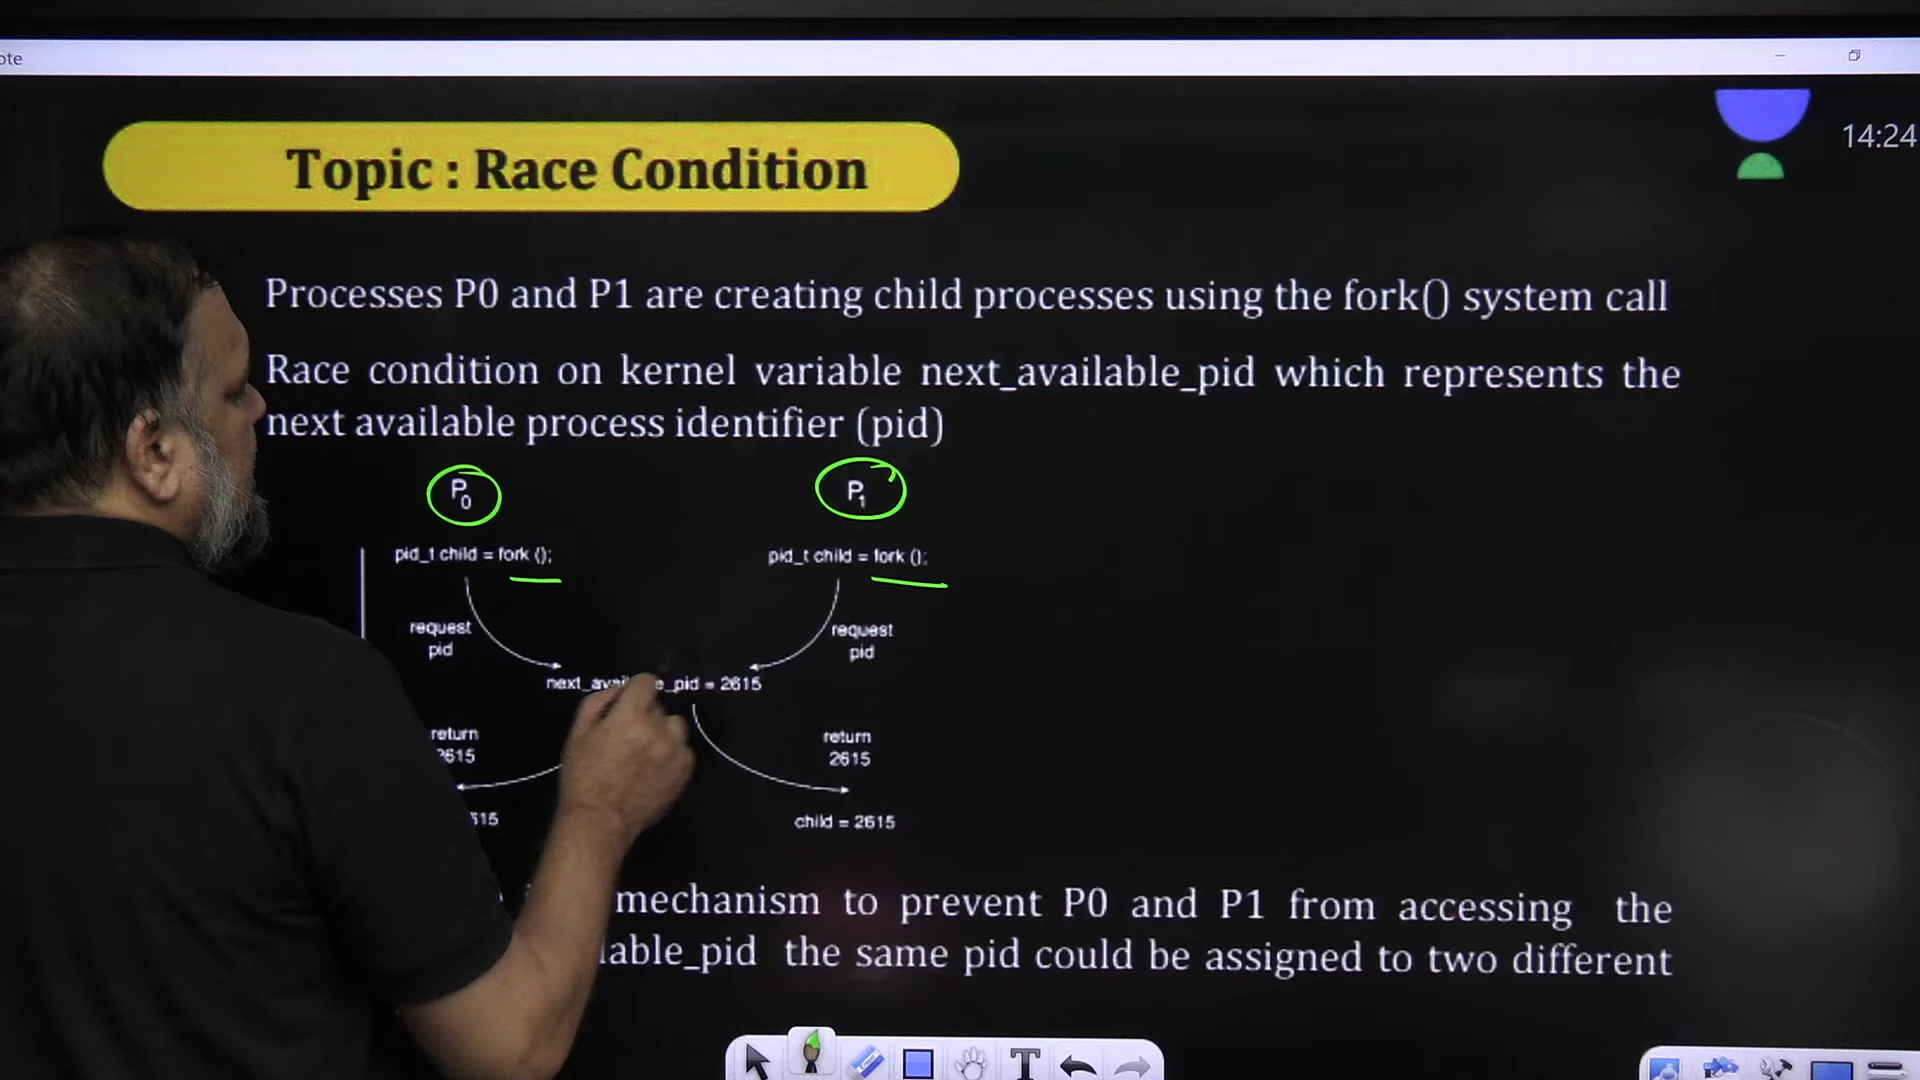 ote
14:24
Topic : Race Condition
Processes P0 and P1 are creating child processes using the fork() system call
Race condition on kernel variable next_available_pid which represents the
next available process identifier (pid)
P0 P1
pid_t child = fork (); pid_t child = fork ();
request request
pid pid
_pid = 2615
return return
2615 2615
615 child = 2615
mechanism to prevent P0 and P1 from accessing the
lable_pid the same pid could be assigned to two different
T